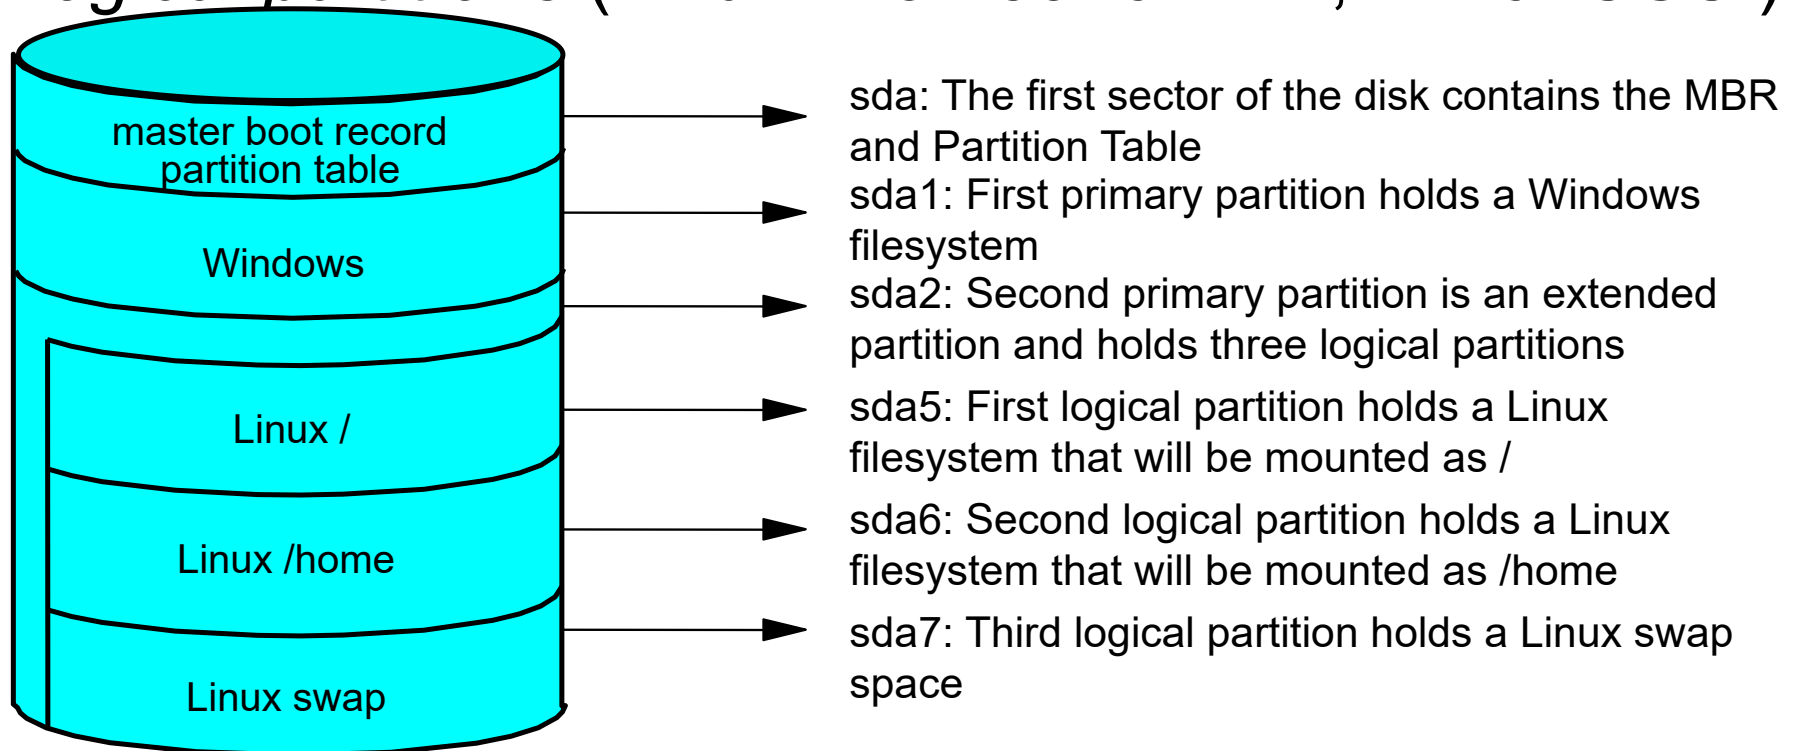 master boot record
partition table
Windows
Linux /
Linux /home
Linux swap
sda: The first sector of the disk contains the MBR
and Partition Table
sda1: First primary partition holds a Windows
filesystem
sda2: Second primary partition is an extended
partition and holds three logical partitions
sda5: First logical partition holds a Linux
filesystem that will be mounted as /
sda6: Second logical partition holds a Linux
filesystem that will be mounted as /home
sda7: Third logical partition holds a Linux swap
space